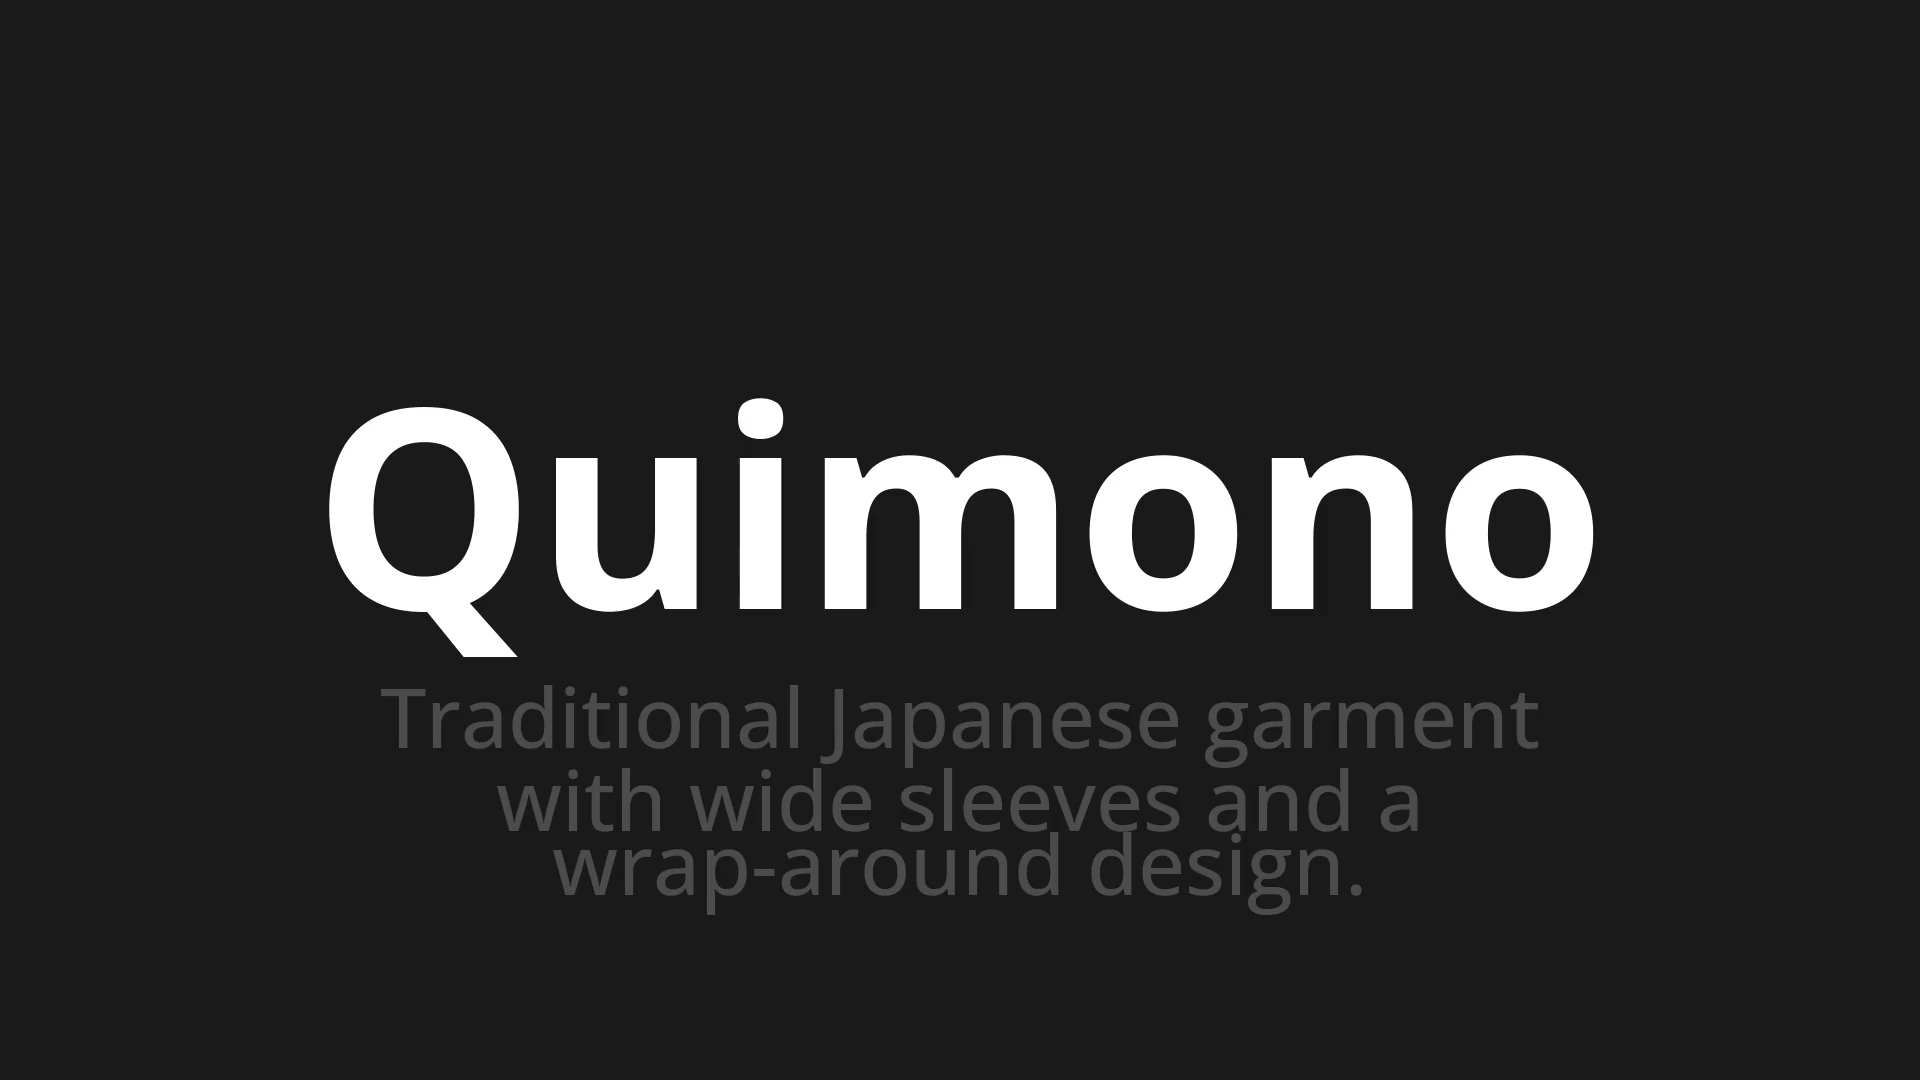 Quimono
Traditional Japanese garment
with wide sleeves and a
wrap-around design.